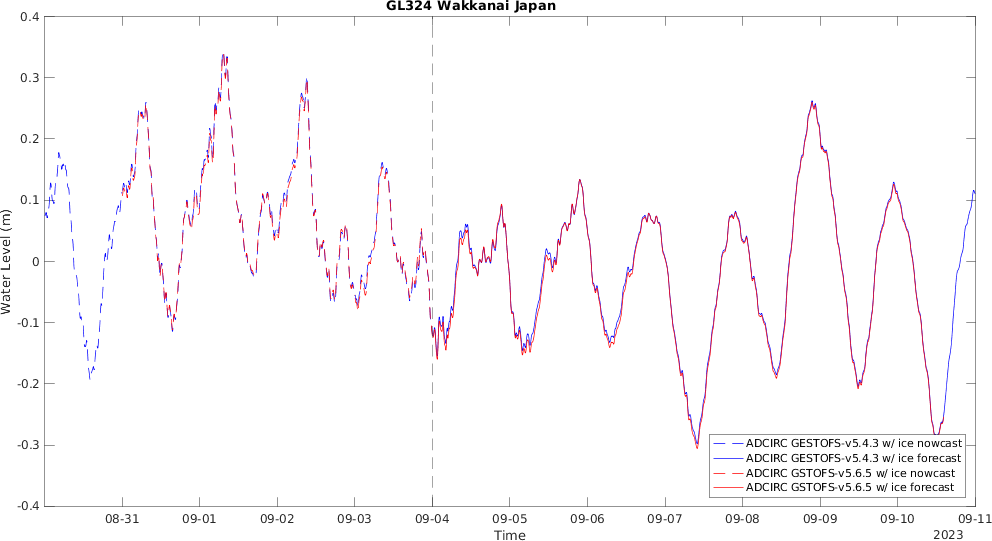 GL324 Wakkanai Japan
0.4
0.3
0.2
0.1
0
-0.1
-0.2
-0.3
-0.4
Water Level (m)
ADCIRC GESTOFS-v5.4.3 w/ ice nowcast
ADCIRC GESTOFS-v5.4.3 w/ ice forecast
ADCIRC GSTOFS-v5.6.5 w/ ice nowcast
ADCIRC GSTOFS-v5.6.5 w/ ice forecast
08-31 09-01 09-02 09-03 09-04 09-05 09-06 09-07 09-08 09-09 09-10 09-11
Time
2023